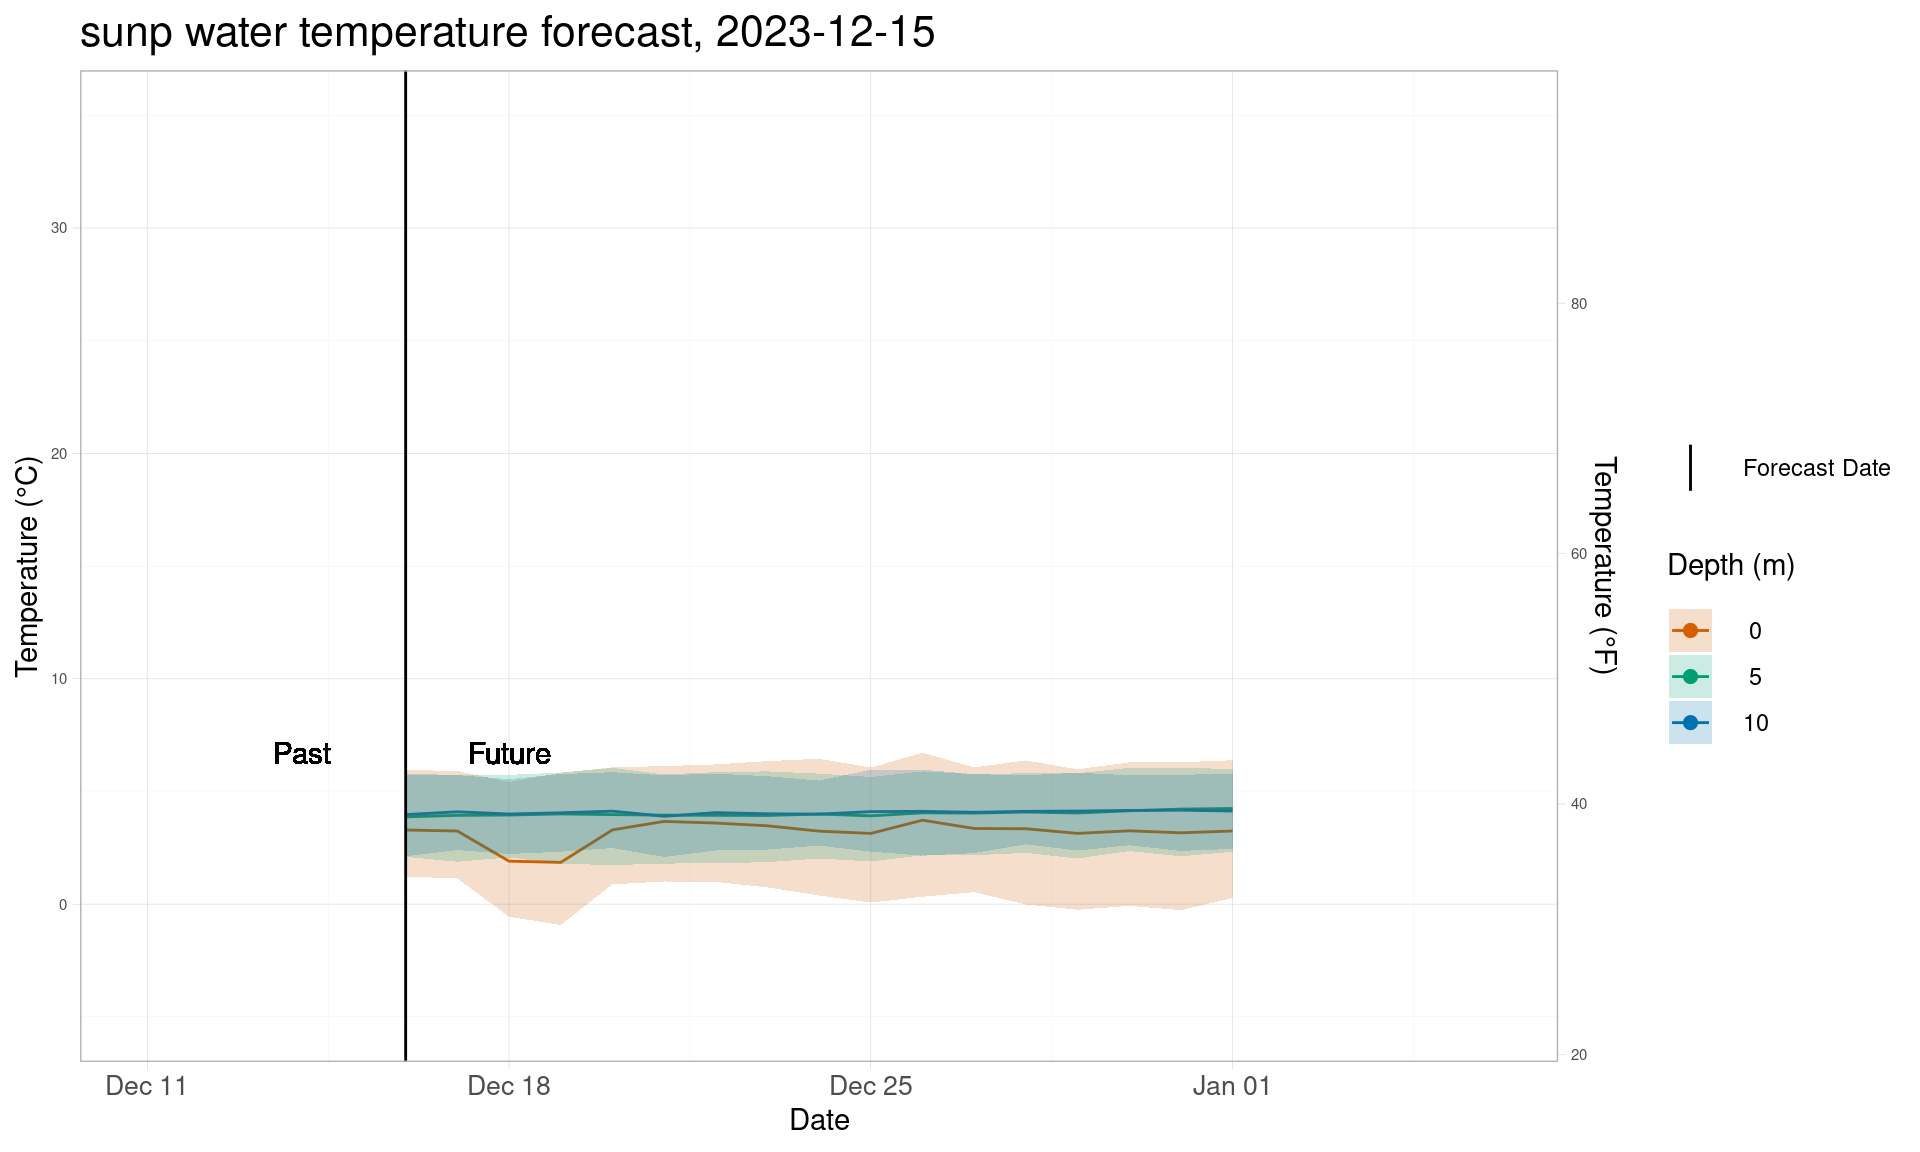 sunp water temperature forecast, 2023-12-15
Temperature (°C)
30
20
10
0
Past
Future
80
60
40
20
Temperature (°F)
Dec 11
Dec 18
Dec 25
Jan 01
Date
Forecast Date
Depth (m)
0
5
10